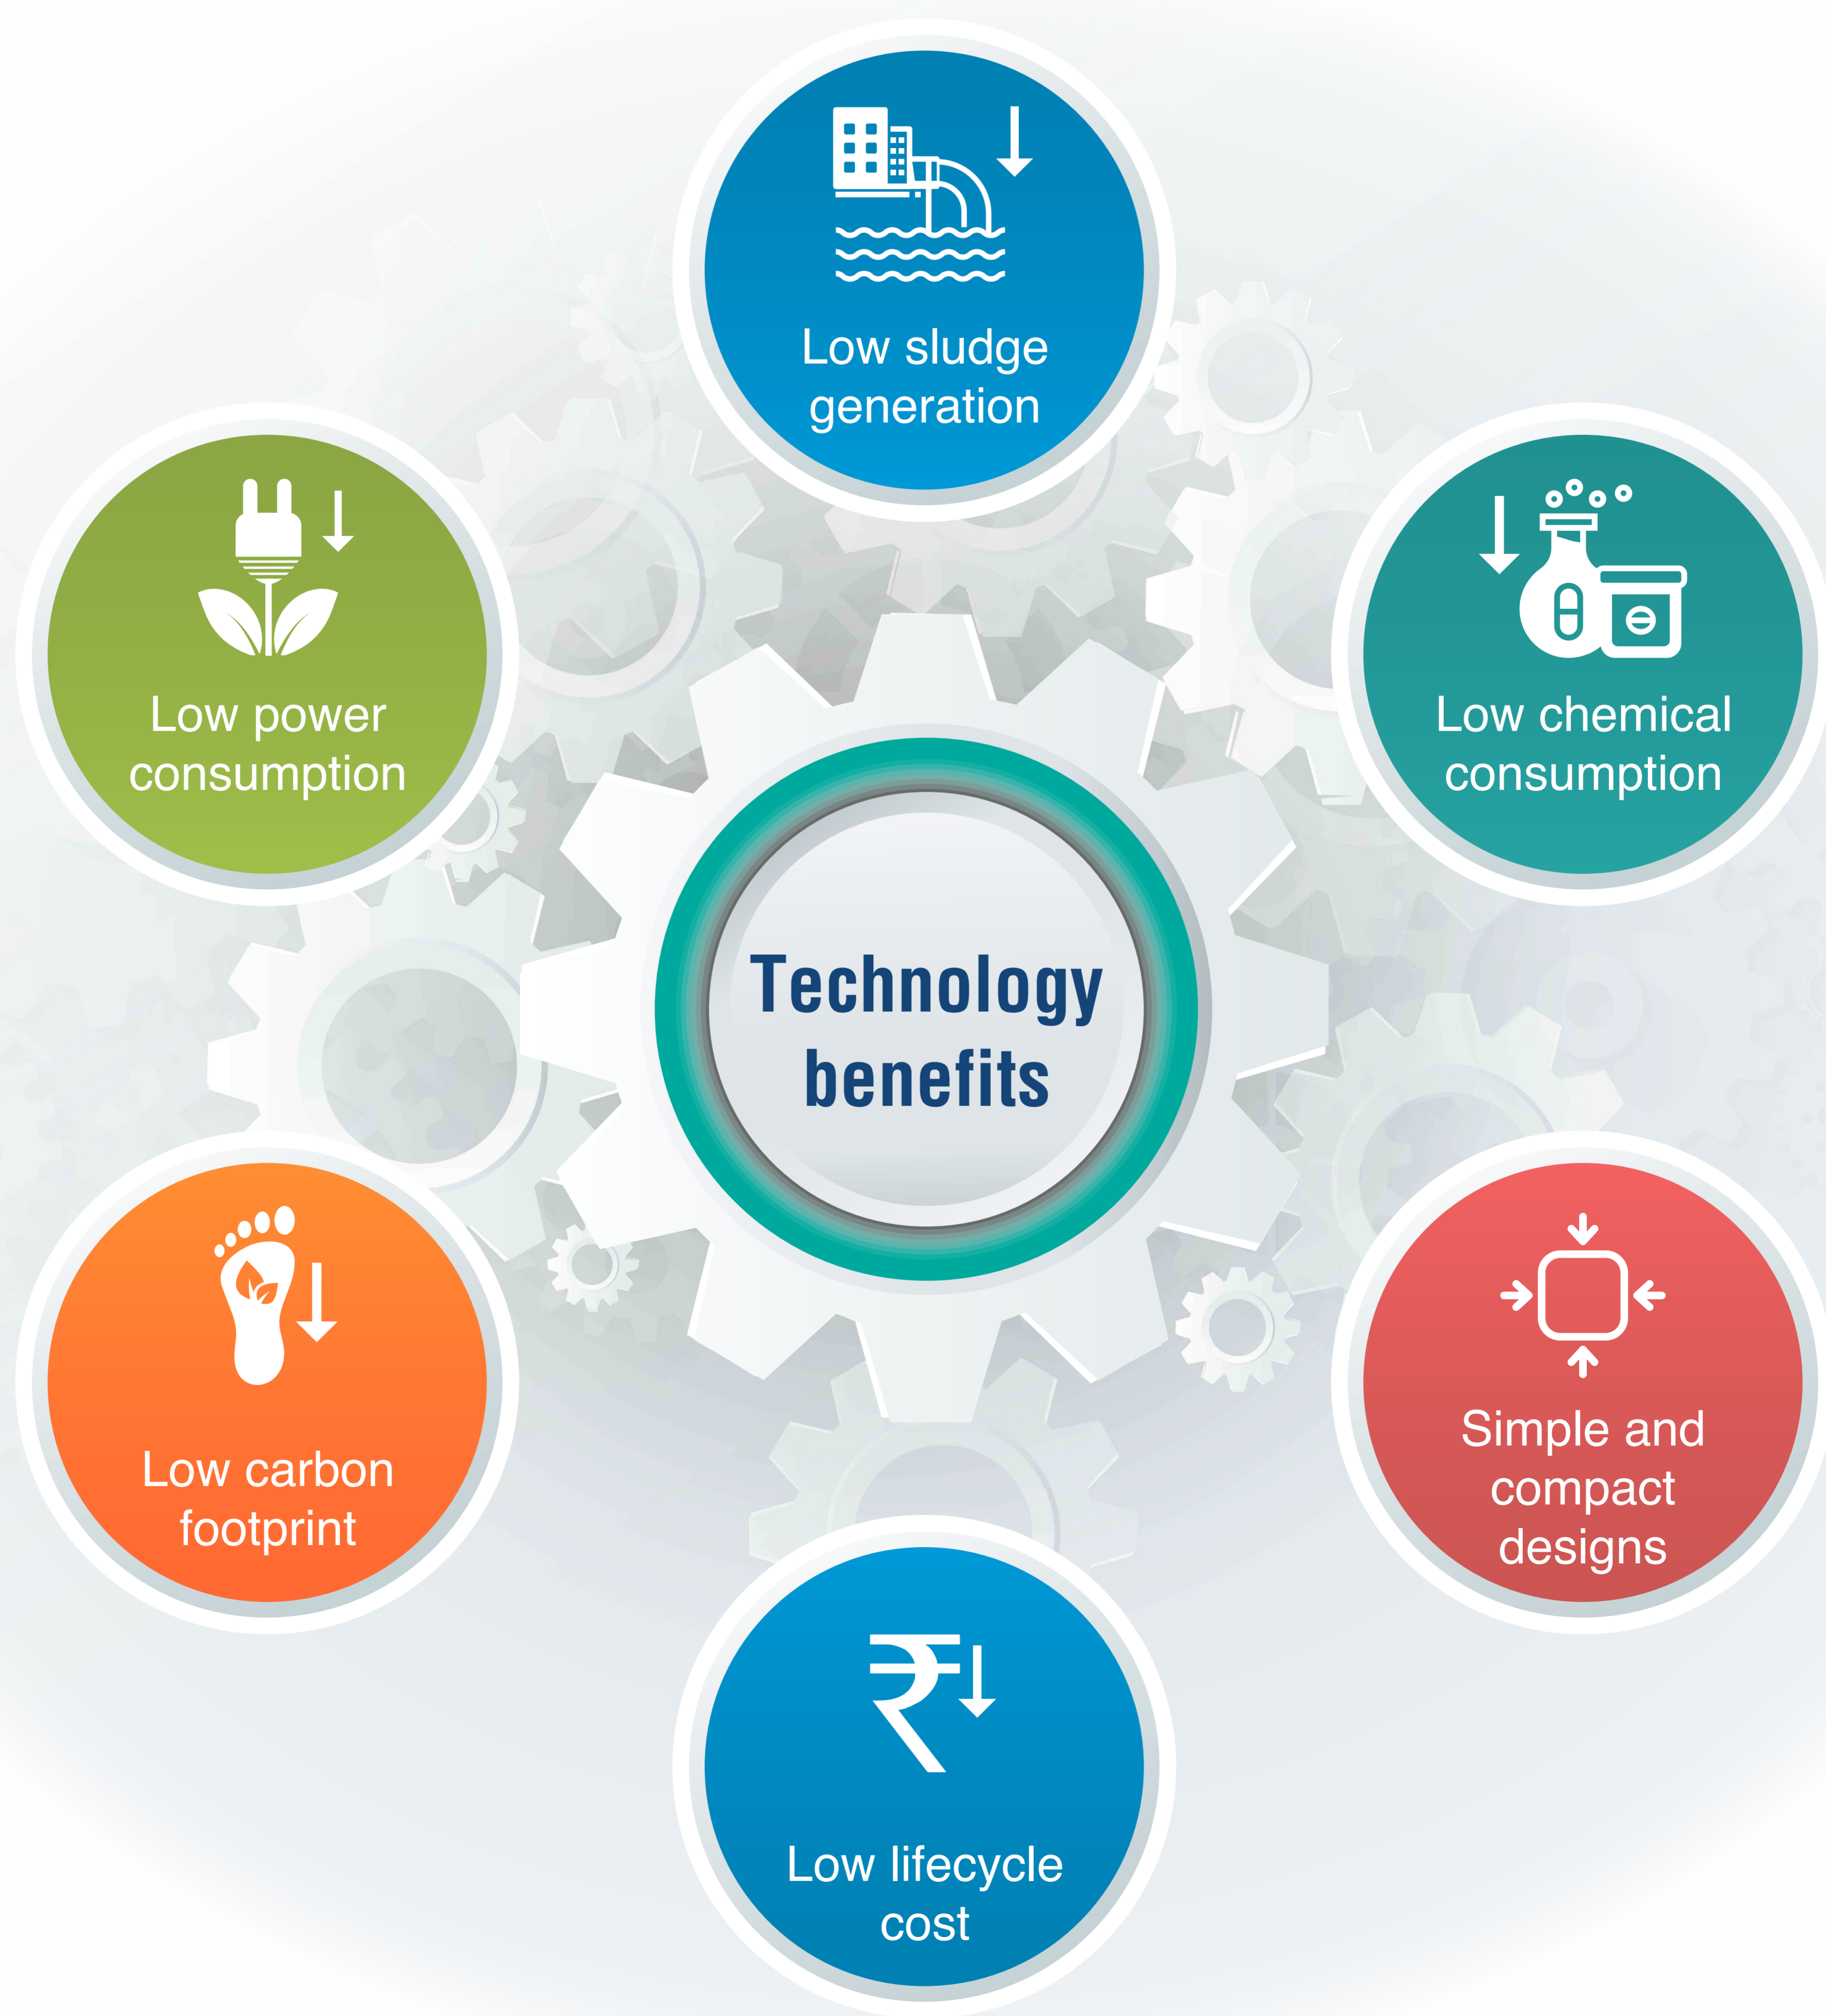 Low sludge
generation
Low power
consumption
Low chemical
consumption
Technology
benefits
Low carbon
footprint
Simple and
compact
designs
₹
Low lifecycle
cost